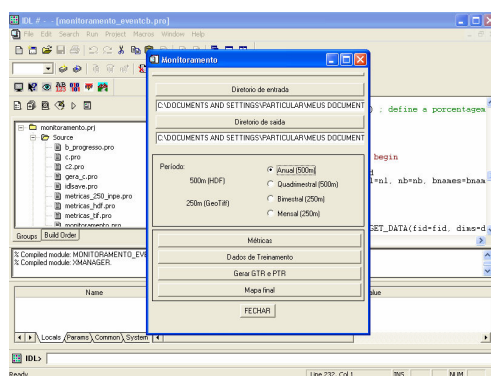 IDL # - - [monitoramento_eventcb.pro]
File Edit Search Run Project Macros Window Help
Monitoramento
Diretorio de entrada
C:\DOCUMENTS AND SETTINGS\PARTICULAR\MEUS DOCUMENT
) ; define a porcentagem
Diretorio de saida
C:\DOCUMENTS AND SETTINGS\PARTICULAR\MEUS DOCUMENT
monitoramento.prj
Source
b_progresso.pro
c.pro
c2.pro
gera_c.pro
idlsave.pro
metricas_250_inpe.pro
metricas_hdf.pro
metricas_tif.pro
monitoramento.pro
begin
l=nl, nb=nb, bnames=bnam
GET_DATA(fid=fid, dims=d
Período:
500m (HDF)
250m (GeoTiff)
Anual (500m)
Quadrimestral (500m)
Bimestral (250m)
Mensal (250m)
Groups Build Order
% Compiled module: MONITORAMENTO_EVE
% Compiled module: XMANAGER.
Métricas
Dados de Treinamento
Gerar GTR e PTR
Mapa final
FECHAR
Name
alue
Locals Params Common System
IDL>
Ready
Line 232, Col 1
INS
NUM